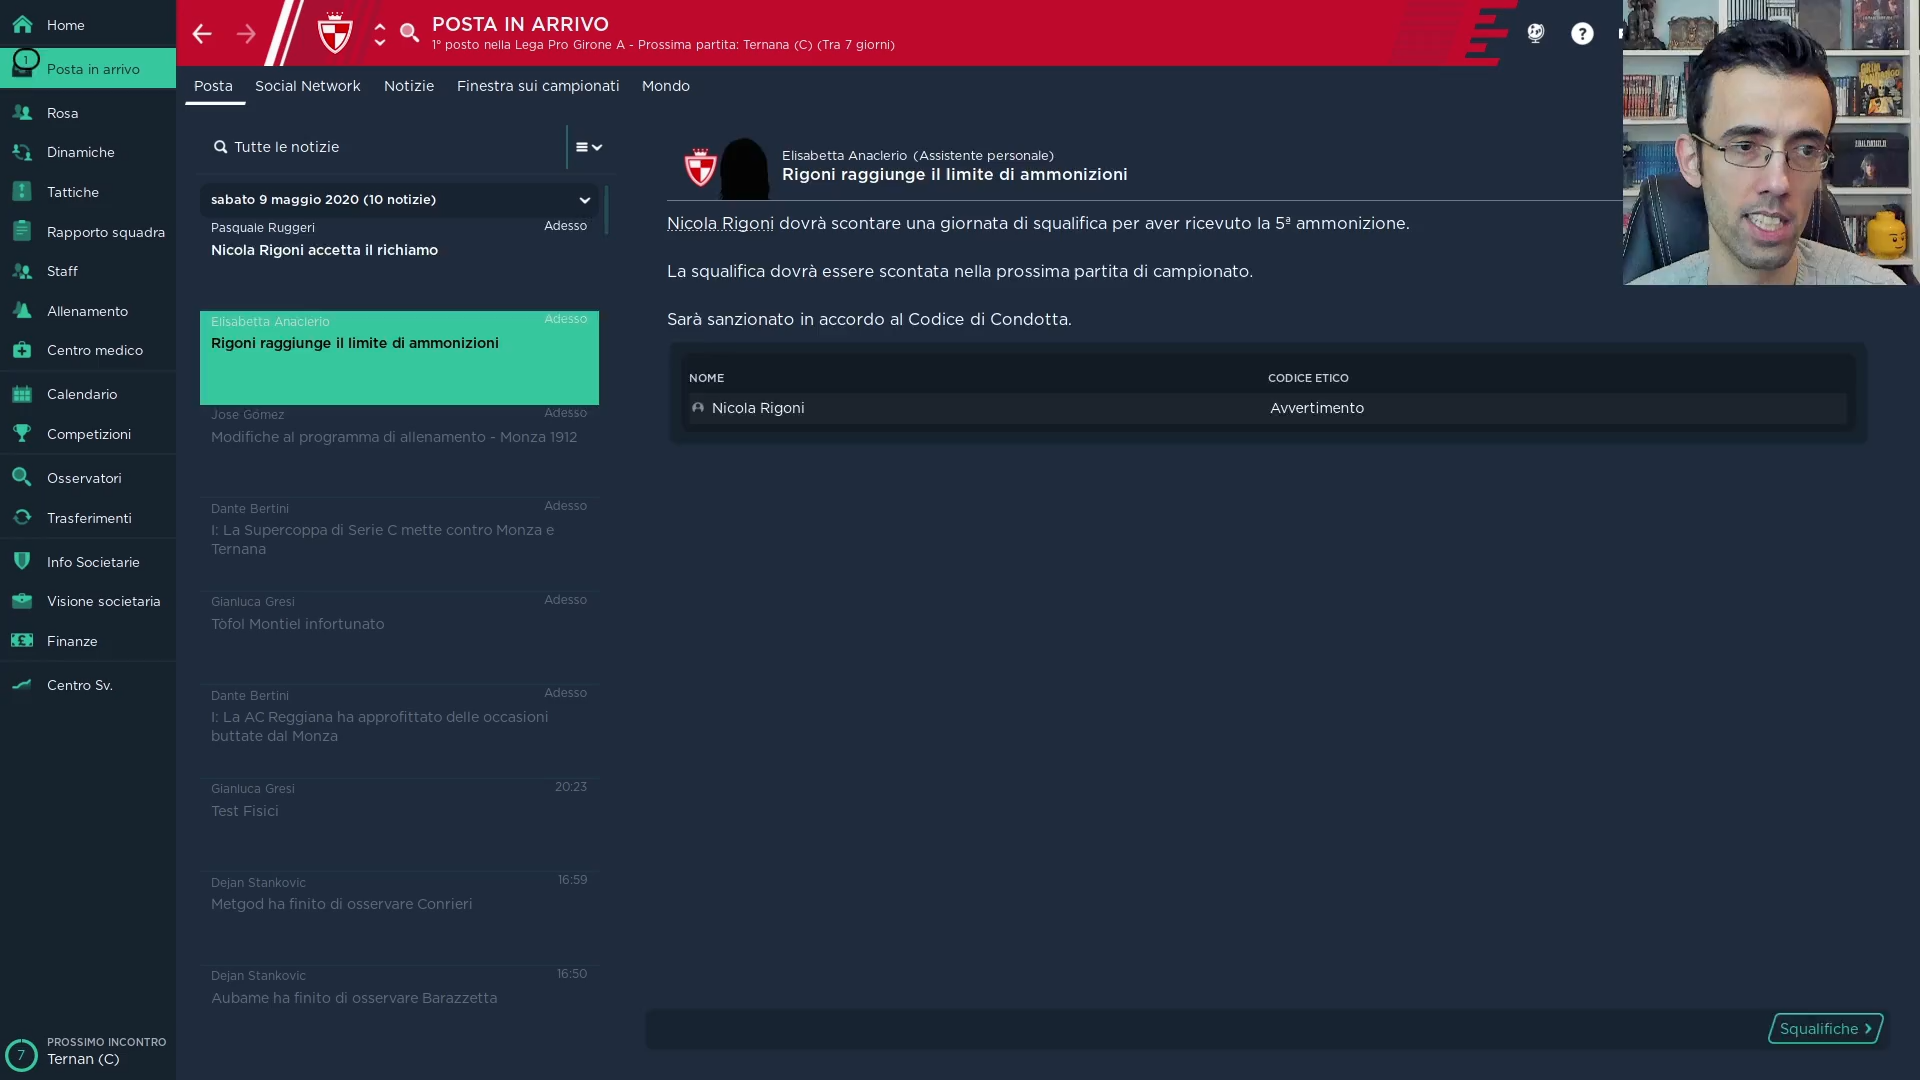 Home
1
Posta in arrivo
Rosa
Dinamiche
Tattiche
Rapporto squadra
Staff
Allenamento
Centro medico
Calendario
Competizioni
Osservatori
Trasferimenti
Info Societarie
Visione societaria
Finanze
Centro Sv.
7
PROSSIMO INCONTRO
Ternan (C)
POSTA IN ARRIVO
1° posto nella Lega Pro Girone A - Prossima partita: Ternana (C) (Tra 7 giorni)
?
Posta Social Network Notizie Finestra sui campionati Mondo
Tutte le notizie
sabato 9 maggio 2020 (10 notizie)
Pasquale Ruggeri Adesso
Nicola Rigoni accetta il richiamo
Elisabetta Anaclerio Adesso
Rigoni raggiunge il limite di ammonizioni
Jose Gómez Adesso
Modifiche al programma di allenamento - Monza 1912
Dante Bertini Adesso
I: La Supercoppa di Serie C mette contro Monza e
Ternana
Gianluca Gresi Adesso
Tòfol Montiel infortunato
Dante Bertini Adesso
I: La AC Reggiana ha approfittato delle occasioni
buttate dal Monza
Gianluca Gresi 20:23
Test Fisici
Dejan Stankovic 16:59
Metgod ha finito di osservare Conrieri
Dejan Stankovic 16:50
Aubame ha finito di osservare Barazzetta
Elisabetta Anaclerio (Assistente personale)
Rigoni raggiunge il limite di ammonizioni
Nicola Rigoni dovrà scontare una giornata di squalifica per aver ricevuto la 5ª ammonizione.
La squalifica dovrà essere scontata nella prossima partita di campionato.
Sarà sanzionato in accordo al Codice di Condotta.
NOME CODICE ETICO
Nicola Rigoni Avvertimento
Squalifiche
GRIM
FANDANGO